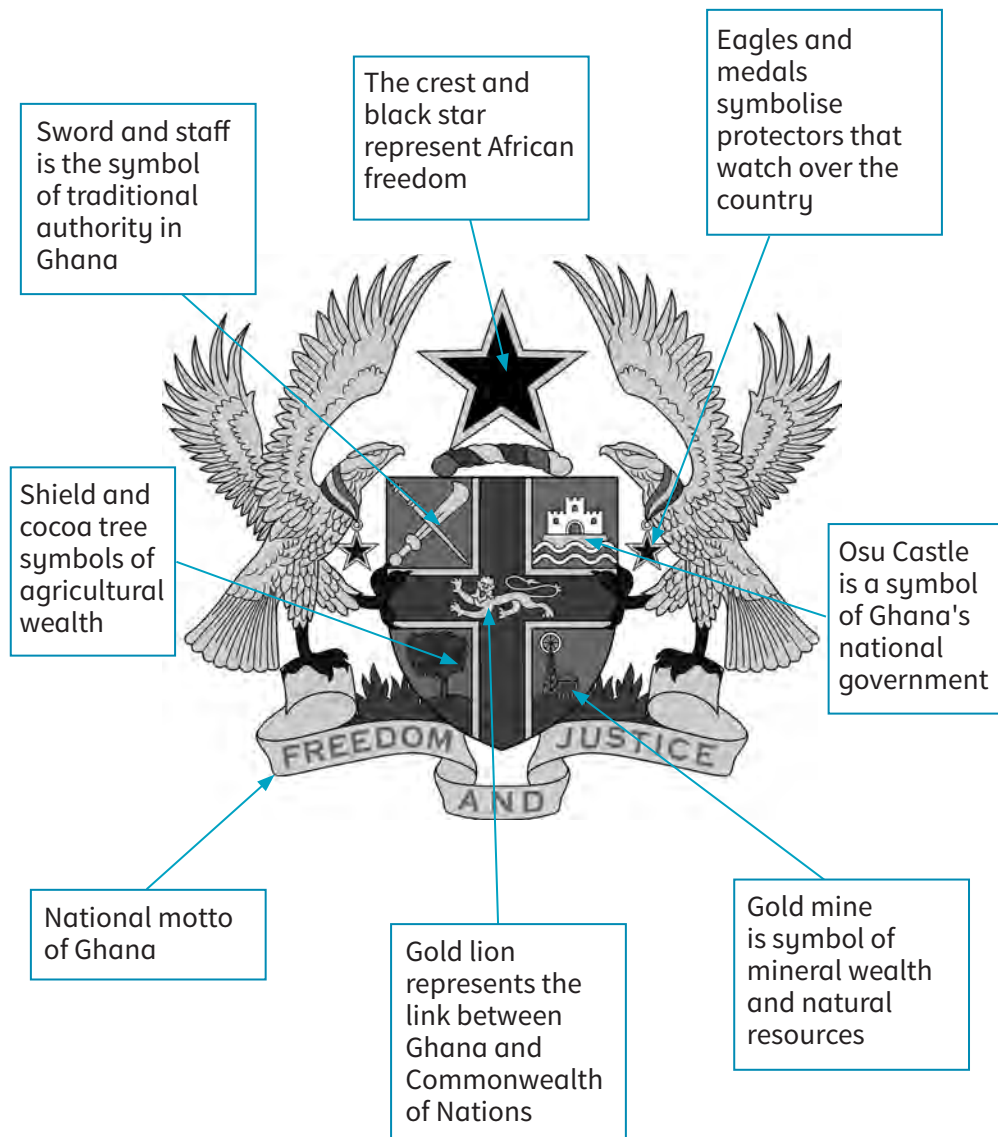 Eagles and
medals
symbolise
protectors that
watch over the
country
The crest and
black star
represent African
freedom
Sword and staff
is the symbol
of traditional
authority in
Ghana
Shield and
cocoa tree
symbols of
agricultural
wealth
Osu Castle
is a symbol
of Ghana's
national
government
FREEDOM
AND
JUSTICE
National motto
of Ghana
Gold lion
represents the
link between
Ghana and
Commonwealth
of Nations
Gold mine
is symbol of
mineral wealth
and natural
resources